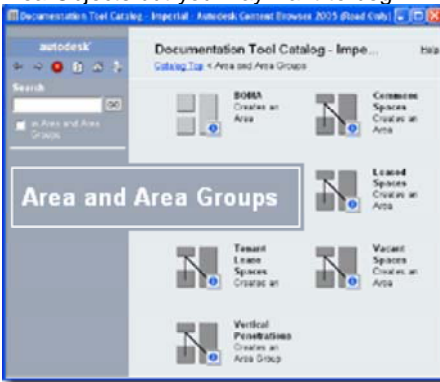 Documentation Tool Catalog - Imperial - Autodesk Content Browser 2005 (Read Only)
autodesk
Documentation Tool Catalog - Impe...
Help
Catalog Top < Area and Area Groups
Search
GO
in Area and Area Groups
BOMA
Creates an
Area
Commons
Spaces
Creates an
Area
Area and Area Groups
Leased
Spaces
Creates an
Area
Tenant
Lease
Spaces
Creates an
Vacant
Spaces
Creates an
Area
Vertical
Penetrations
Creates an
Area Group